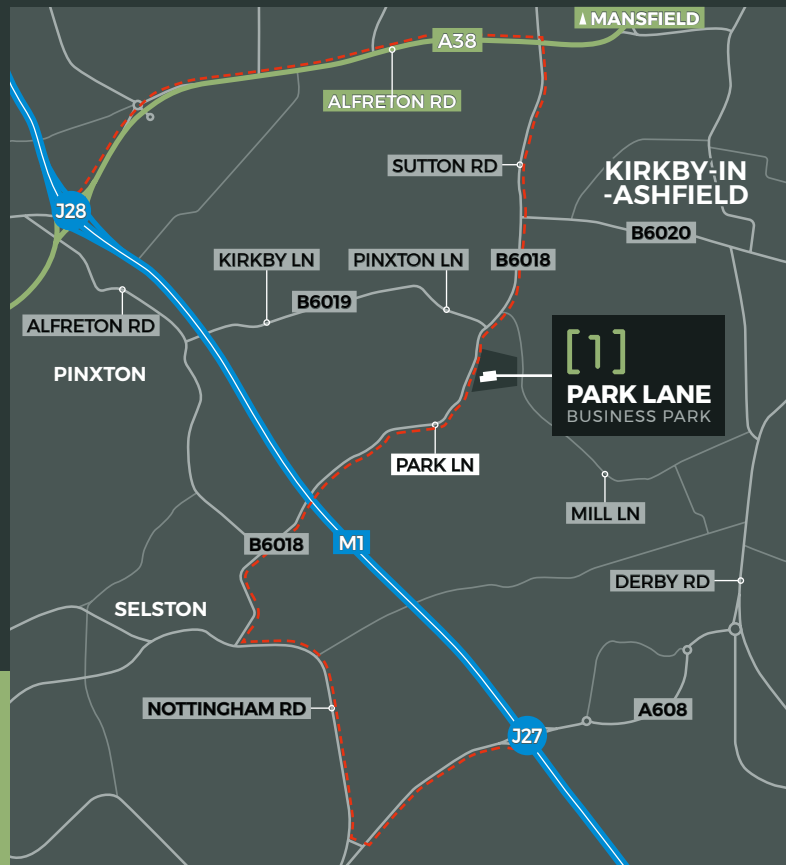 MANSFIELD
A38
ALFRETON RD
SUTTON RD
KIRKBY-IN
-ASHFIELD
J28
B6020
KIRKBY LN
PINXTON LN
B6018
B6019
ALFRETON RD
[1]
PARK LANE
BUSINESS PARK
PINXTON
PARK LN
MILL LN
B6018
M1
DERBY RD
SELSTON
NOTTINGHAM RD
A608
J27